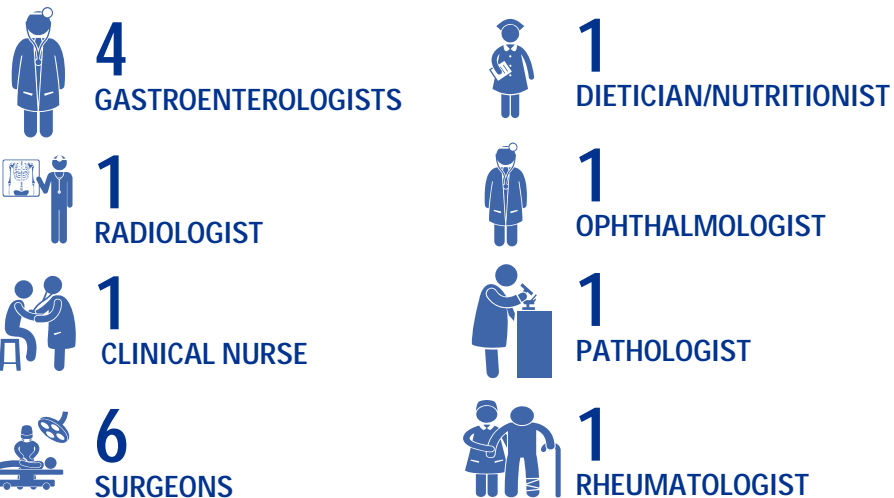 4
GASTROENTEROLOGISTS
1
DIETICIAN/NUTRITIONIST
1
RADIOLOGIST
1
OPHTHALMOLOGIST
1
CLINICAL NURSE
1
PATHOLOGIST
6
SURGEONS
1
RHEUMATOLOGIST